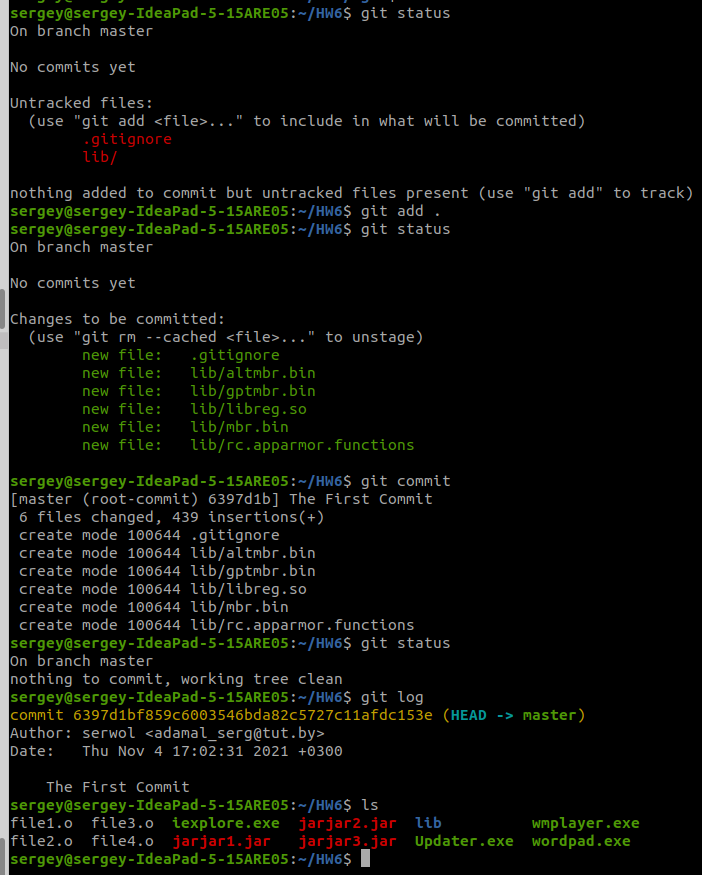 sergey@sergey-IdeaPad-5-15ARE05:~/HW6$ git status
On branch master

No commits yet

Untracked files:
  (use "git add <file>..." to include in what will be committed)
        .gitignore
        lib/

nothing added to commit but untracked files present (use "git add" to track)
sergey@sergey-IdeaPad-5-15ARE05:~/HW6$ git add .
sergey@sergey-IdeaPad-5-15ARE05:~/HW6$ git status
On branch master

No commits yet

Changes to be committed:
  (use "git rm --cached <file>..." to unstage)
        new file:   .gitignore
        new file:   lib/altmbr.bin
        new file:   lib/gptmbr.bin
        new file:   lib/libreg.so
        new file:   lib/mbr.bin
        new file:   lib/rc.apparmor.functions

sergey@sergey-IdeaPad-5-15ARE05:~/HW6$ git commit
[master (root-commit) 6397d1b] The First Commit
 6 files changed, 439 insertions(+)
 create mode 100644 .gitignore
 create mode 100644 lib/altmbr.bin
 create mode 100644 lib/gptmbr.bin
 create mode 100644 lib/libreg.so
 create mode 100644 lib/mbr.bin
 create mode 100644 lib/rc.apparmor.functions
sergey@sergey-IdeaPad-5-15ARE05:~/HW6$ git status
On branch master
nothing to commit, working tree clean
sergey@sergey-IdeaPad-5-15ARE05:~/HW6$ git log
commit 6397d1bf859c6003546bda82c5727c11afdc153e (HEAD -> master)
Author: serwol <adamal_serg@tut.by>
Date:   Thu Nov 4 17:02:31 2021 +0300

    The First Commit
sergey@sergey-IdeaPad-5-15ARE05:~/HW6$ ls
file1.o  file3.o  iexplore.exe  jarjar2.jar  lib          wmplayer.exe
file2.o  file4.o  jarjar1.jar   jarjar3.jar  Updater.exe  wordpad.exe
sergey@sergey-IdeaPad-5-15ARE05:~/HW6$